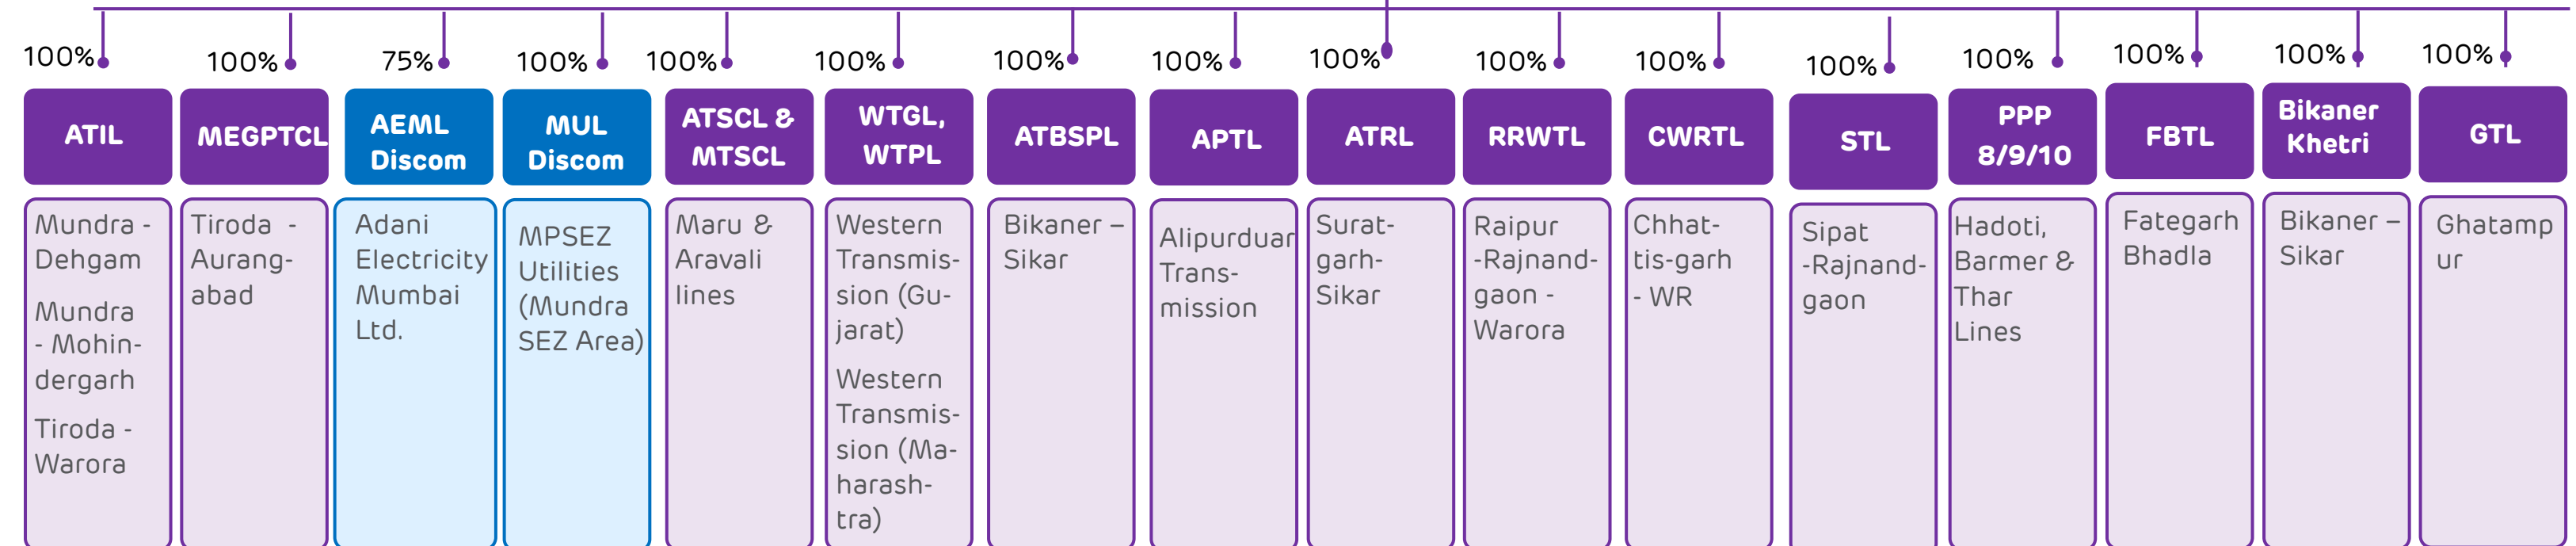 100%
100%
75%
100%
100%
100%
100%
100%
100%
100%
100%
100%
100%
100%
100%
100%
ATIL
MEGPTCL
AEML
Discom
MUL
Discom
ATSCL &
MTSCL
WTGL,
WTPL
ATBSPL
APTL
ATRL
RRWTL
CWRTL
STL
PPP
8/9/10
FBTL
Bikaner
Khetri
GTL
Mundra -
Dehgam
Mundra
- Mohin-
dergarh
Tiroda -
Warora
Tiroda -
Aurang-
abad
Adani
Electricity
Mumbai
Ltd.
MPSEZ
Utilities
(Mundra
SEZ Area)
Maru &
Aravali
lines
Western
Transmis-
sion (Gu-
jarat)
Western
Transmis-
sion (Ma-
harash-
tra)
Bikaner –
Sikar
Alipurduar
Trans-
mission
Surat-
garh-
Sikar
Raipur
-Rajnand-
gaon -
Warora
Chhat-
tis-garh
- WR
Sipat
-Rajnand-
gaon
Hadoti,
Barmer &
Thar
Lines
Fategarh
Bhadla
Bikaner –
Sikar
Ghatamp
ur